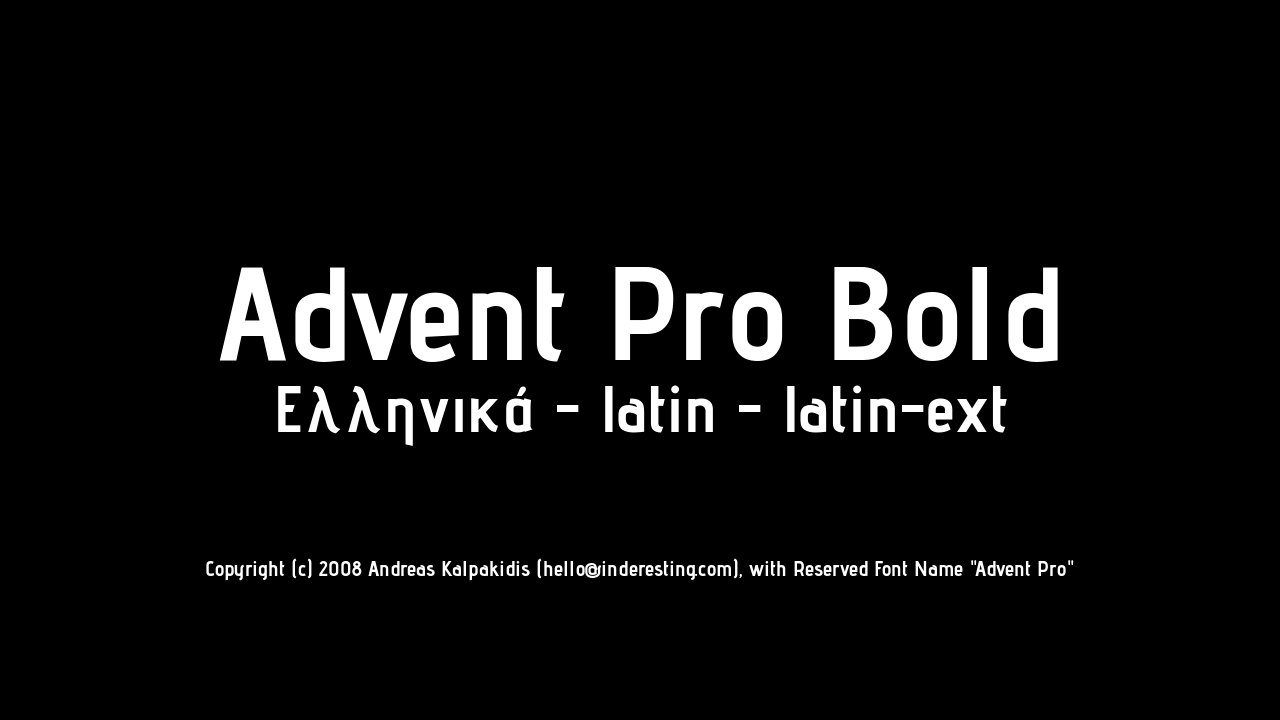 Advent Pro Bold
Ελληνικά - latin - latin-ext
Copyright (c) 2008 Andreas Kalpakidis (hello@inderesting.com), with Reserved Font Name "Advent Pro"